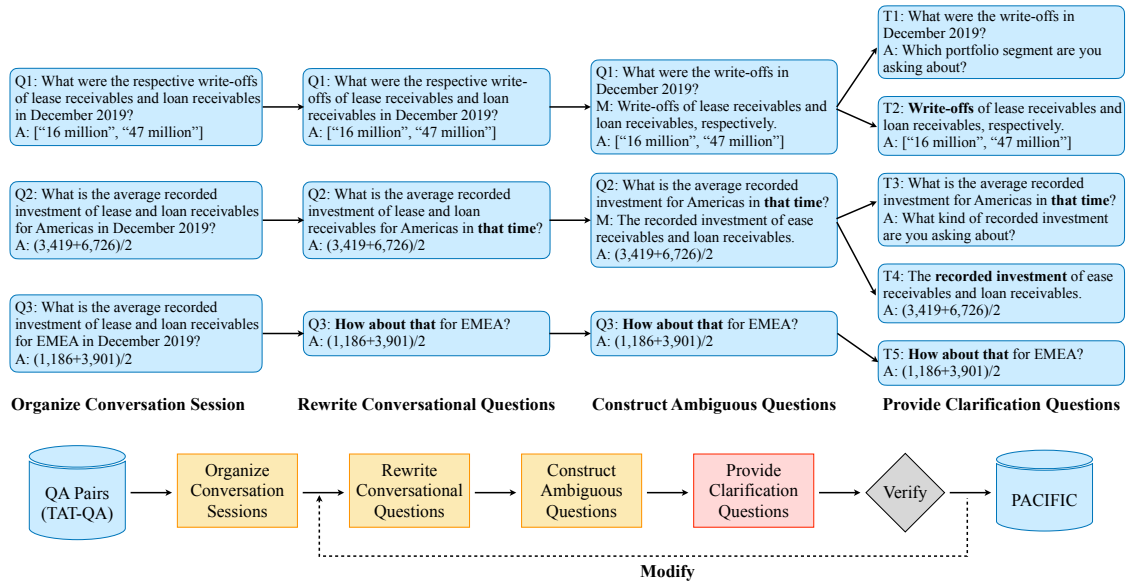 Q1: What were the respective write-offs
of lease receivables and loan receivables
in December 2019?
A: [“16 million”, “47 million”]
Q2: What is the average recorded
investment of lease and loan receivables
for Americas in December 2019?
A: (3,419+6,726)/2
Q3: What is the average recorded
investment of lease and loan receivables
for EMEA in December 2019?
A: (1,186+3,901)/2
Organize Conversation Session
Q1: What were the respective write-
offs of lease receivables and loan
receivables in December 2019?
A: [“16 million”, “47 million”]
Q2: What is the average recorded
investment of lease and loan
receivables for Americas in that time?
A: (3,419+6,726)/2
Q3: How about that for EMEA?
A: (1,186+3,901)/2
Rewrite Conversational Questions
Q1: What were the write-offs in
December 2019?
M: Write-offs of lease receivables and
loan receivables, respectively.
A: [“16 million”, “47 million”]
Q2: What is the average recorded
investment for Americas in that time?
M: The recorded investment of ease
receivables and loan receivables.
A: (3,419+6,726)/2
Q3: How about that for EMEA?
A: (1,186+3,901)/2
Construct Ambiguous Questions
T1: What were the write-offs in
December 2019?
A: Which portfolio segment are you
asking about?
T2: Write-offs of lease receivables and
loan receivables, respectively.
A: [“16 million”, “47 million”]
T3: What is the average recorded
investment for Americas in that time?
A: What kind of recorded investment
are you asking about?
T4: The recorded investment of ease
receivables and loan receivables.
A: (3,419+6,726)/2
T5: How about that for EMEA?
A: (1,186+3,901)/2
Provide Clarification Questions
QA Pairs
(TAT-QA)
Organize
Conversation
Sessions
Rewrite
Conversational
Questions
Construct
Ambiguous
Questions
Provide
Clarification
Questions
Verify
PACIFIC
Modify